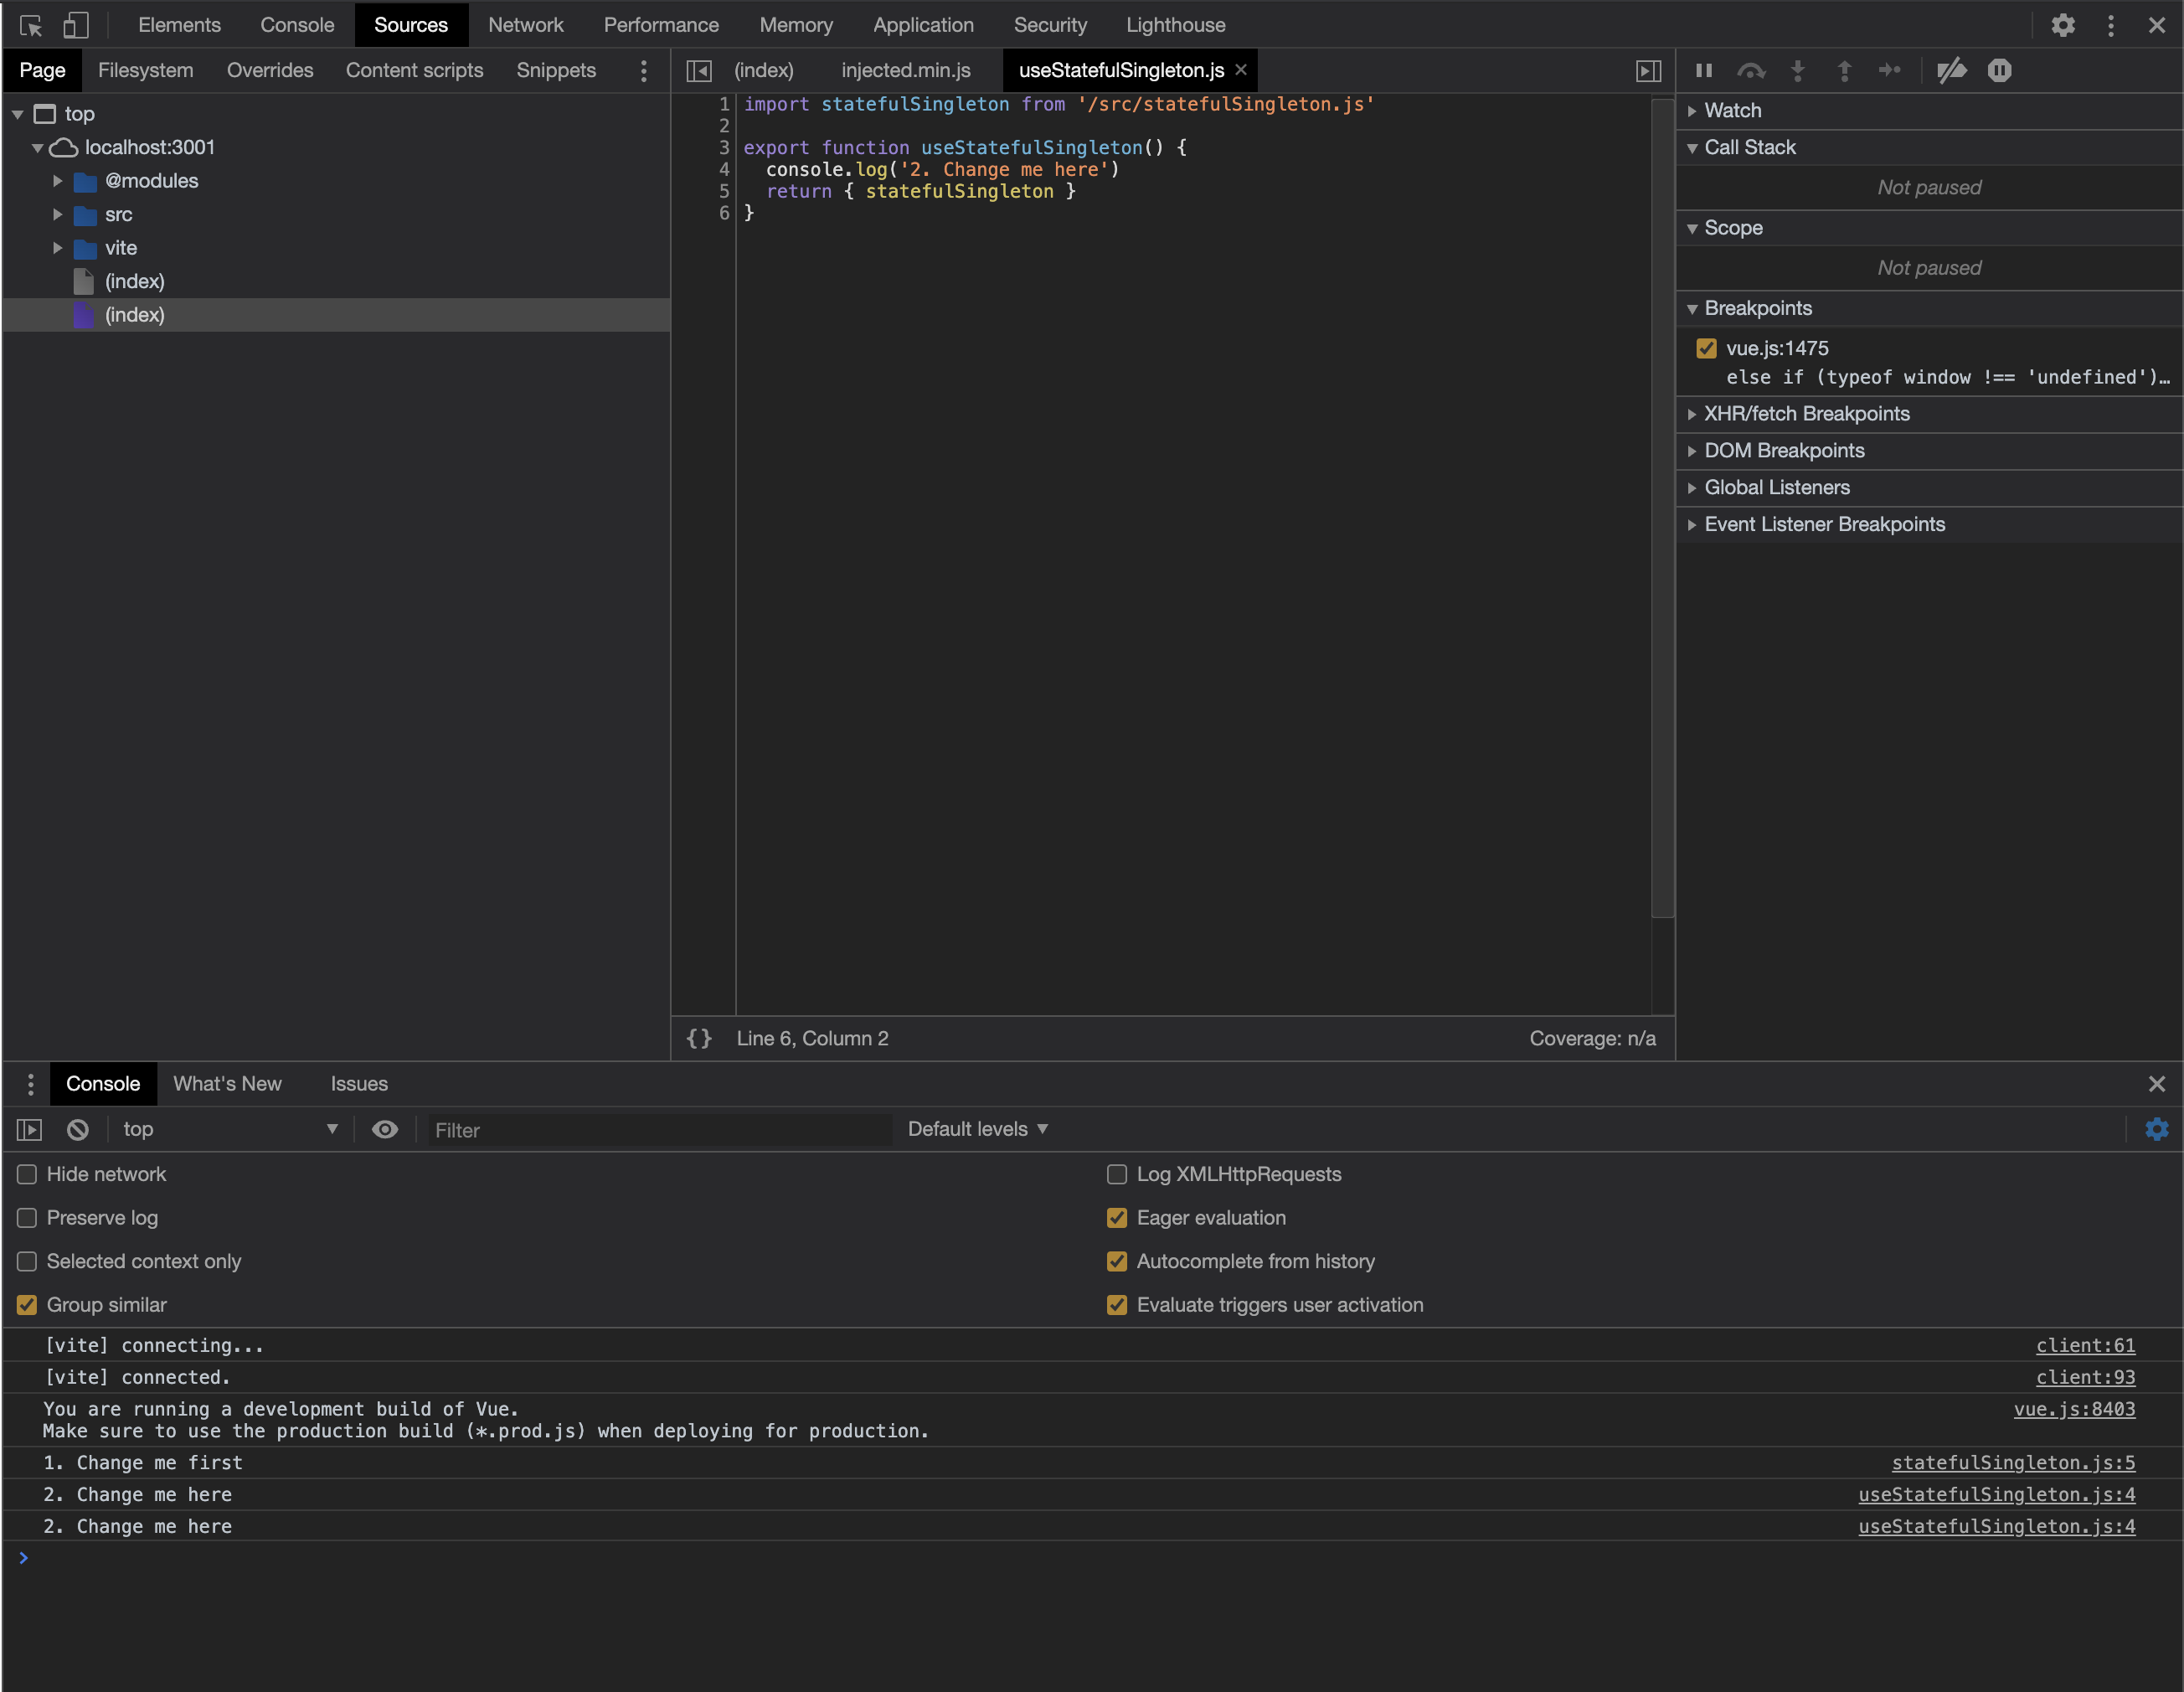 Elements Console Sources Network Performance Memory Application Security Lighthouse
Page Filesystem Overrides Content scripts Snippets
(index) injected.min.js useStatefulSingleton.js
top
localhost:3001
@modules
src
vite
(index)
(index)
1 import statefulSingleton from '/src/statefulSingleton.js'
2
3 export function useStatefulSingleton() {
4 console.log('2. Change me here')
5 return { statefulSingleton }
6 }
{} Line 6, Column 2 Coverage: n/a
Watch
Call Stack
Not paused
Scope
Not paused
Breakpoints
vue.js:1475
else if (typeof window !== 'undefined')…
XHR/fetch Breakpoints
DOM Breakpoints
Global Listeners
Event Listener Breakpoints
Console What's New Issues
top Filter Default levels
Hide network Log XMLHttpRequests
Preserve log Eager evaluation
Selected context only Autocomplete from history
Group similar Evaluate triggers user activation
[vite] connecting... client:61
[vite] connected. client:93
You are running a development build of Vue. vue.js:8403
Make sure to use the production build (*.prod.js) when deploying for production.
1. Change me first statefulSingleton.js:5
2. Change me here useStatefulSingleton.js:4
2. Change me here useStatefulSingleton.js:4